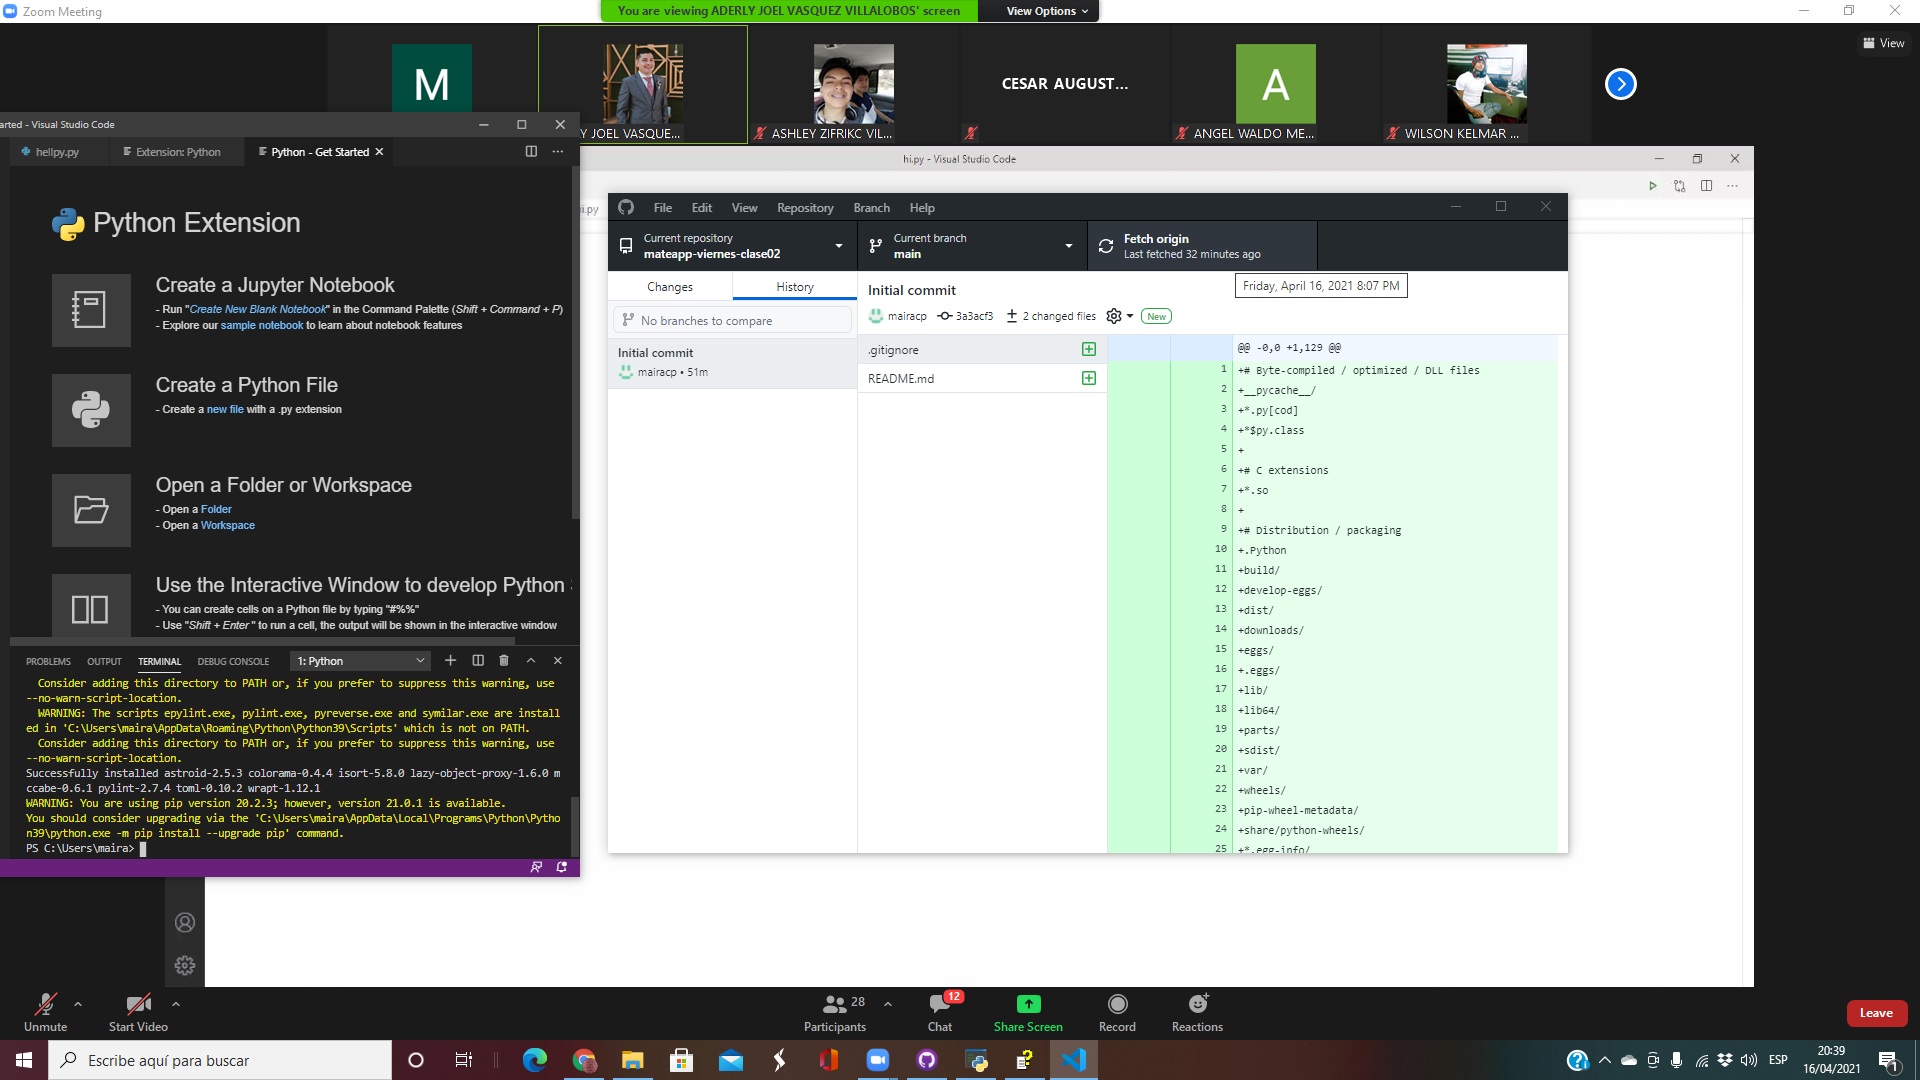 Zoom Meeting
You are viewing ADERLY JOEL VASQUEZ VILLALOBOS' screen
View Options
View
M
Y JOEL VASQUE...
ASHLEY ZIFRIKC VIL...
CESAR AUGUST...
A
ANGEL WALDO ME...
WILSON KELMAR ...
arted - Visual Studio Code
hellpy.py
Extension: Python
Python - Get Started
Python Extension
Create a Jupyter Notebook
- Run "Create New Blank Notebook" in the Command Palette (Shift + Command + P)
- Explore our sample notebook to learn about notebook features
Create a Python File
- Create a new file with a .py extension
Open a Folder or Workspace
- Open a Folder
- Open a Workspace
Use the Interactive Window to develop Python
- You can create cells on a Python file by typing "#%%"
- Use "Shift + Enter " to run a cell, the output will be shown in the interactive window
PROBLEMS
OUTPUT
TERMINAL
DEBUG CONSOLE
1: Python
Consider adding this directory to PATH or, if you prefer to suppress this warning, use
--no-warn-script-location.
WARNING: The scripts epylint.exe, pylint.exe, pyreverse.exe and symilar.exe are install
ed in 'C:\Users\maira\AppData\Roaming\Python\Python39\Scripts' which is not on PATH.
Consider adding this directory to PATH or, if you prefer to suppress this warning, use
--no-warn-script-location.
Successfully installed astroid-2.5.3 colorama-0.4.4 isort-5.8.0 lazy-object-proxy-1.6.0 m
ccabe-0.6.1 pylint-2.7.4 toml-0.10.2 wrapt-1.12.1
WARNING: You are using pip version 20.2.3; however, version 21.0.1 is available.
You should consider upgrading via the 'C:\Users\maira\AppData\Local\Programs\Python\Pytho
n39\python.exe -m pip install --upgrade pip' command.
PS C:\Users\maira>
hi.py - Visual Studio Code
hi.py
File
Edit
View
Repository
Branch
Help
Current repository
mateapp-viernes-clase02
Current branch
main
Fetch origin
Last fetched 32 minutes ago
Friday, April 16, 2021 8:07 PM
Changes
History
No branches to compare
Initial commit
mairacp • 51m
Initial commit
mairacp
3a3acf3
2 changed files
New
.gitignore
README.md
@@ -0,0 +1,129 @@
1 +# Byte-compiled / optimized / DLL files
2 +__pycache__/
3 +*.py[cod]
4 +*$py.class
5 +
6 +# C extensions
7 +*.so
8 +
9 +# Distribution / packaging
10 +.Python
11 +build/
12 +develop-eggs/
13 +dist/
14 +downloads/
15 +eggs/
16 +.eggs/
17 +lib/
18 +lib64/
19 +parts/
20 +sdist/
21 +var/
22 +wheels/
23 +pip-wheel-metadata/
24 +share/python-wheels/
25 +*.egg-info/
Unmute
Start Video
28
Participants
12
Chat
Share Screen
Record
Reactions
Leave
Escribe aquí para buscar
ESP
20:39
16/04/2021
1